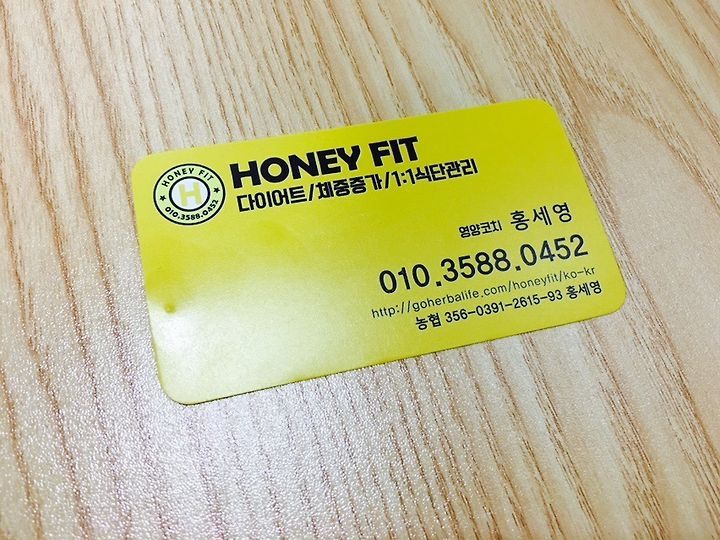 HONEY FIT
H
010.3588.0452
HONEY FIT
다이어트/체중증가/1:1식단관리
영양코치 홍세영
010.3588.0452
http://goherbalife.com/honeyfit/ko-kr
농협 356-0391-2615-93 홍세영